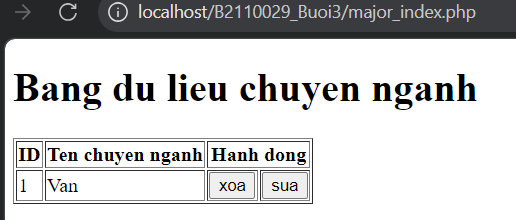 localhost/B2110029_Buoi3/major_index.php
Bang du lieu chuyen nganh
ID Ten chuyen nganh Hanh dong
1 Van xoa sua